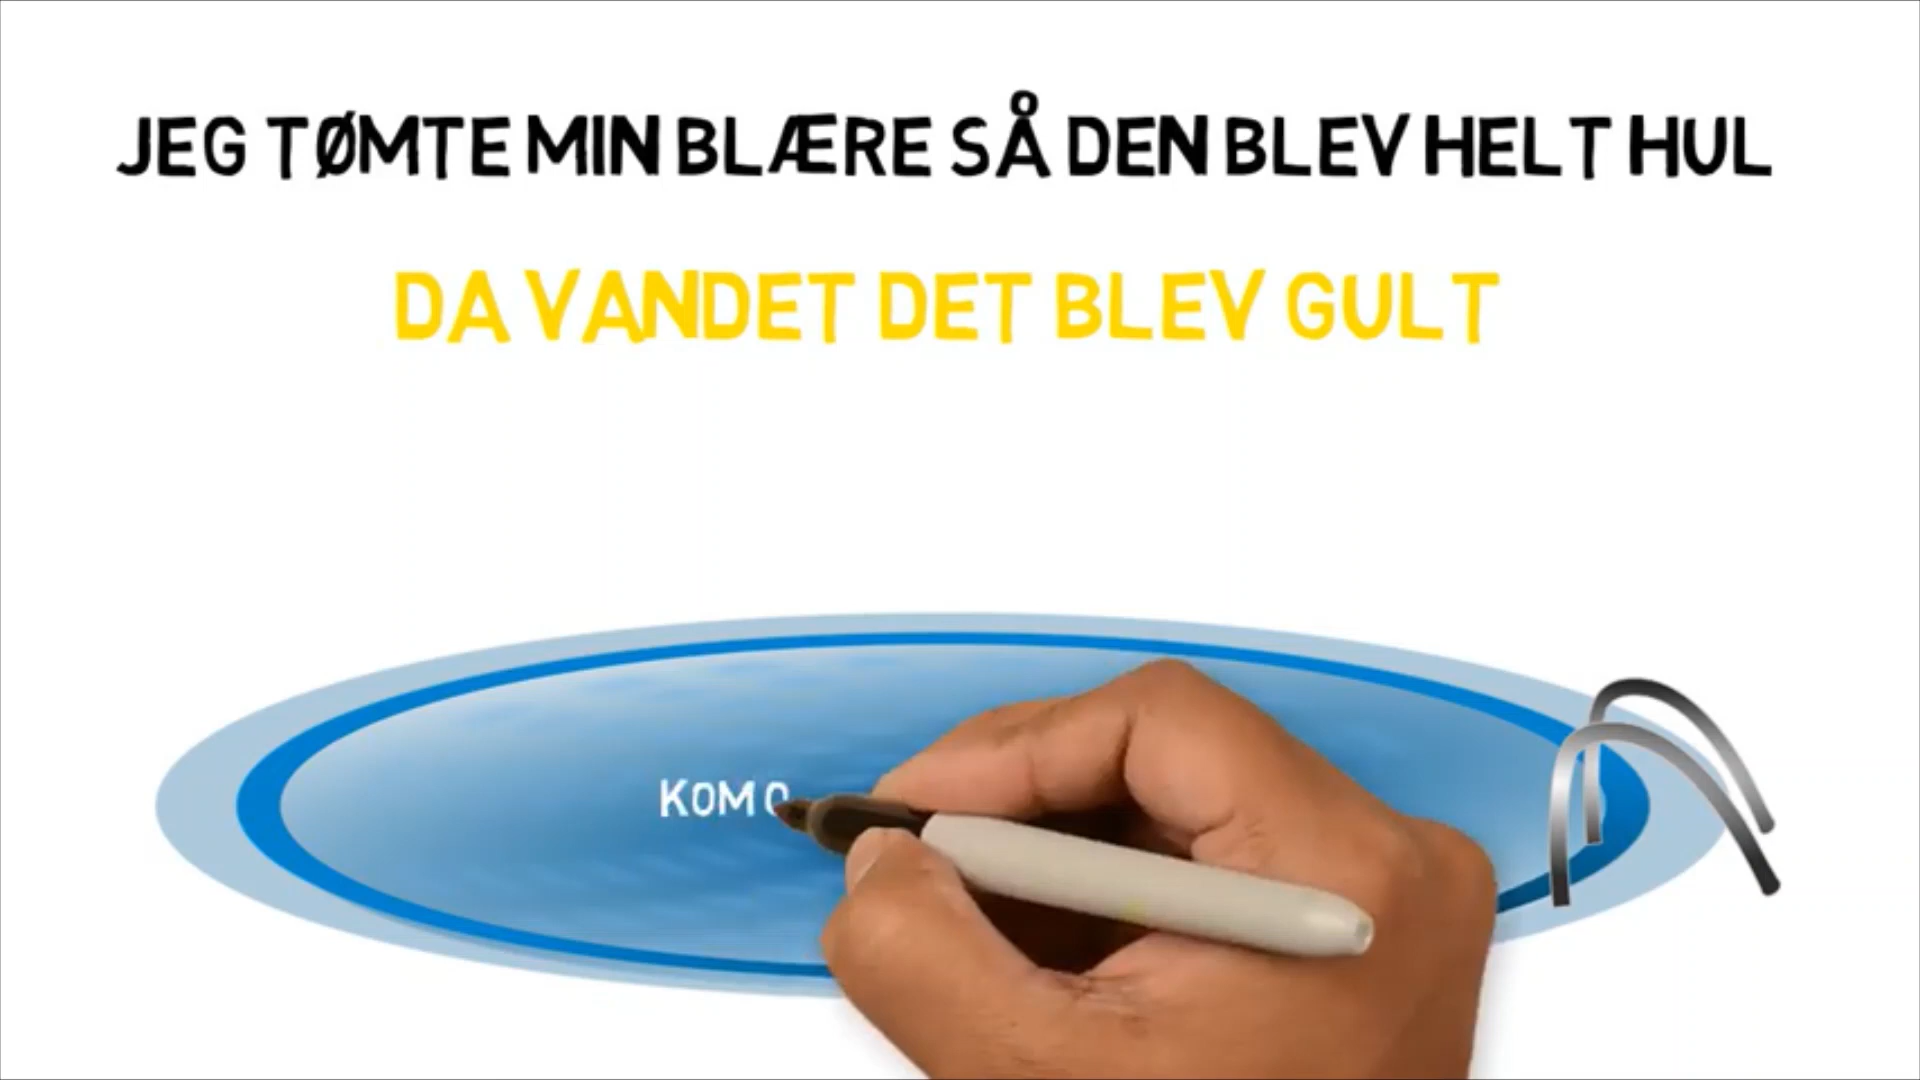 JEG TØMTE MIN BLÆRE SÅ DEN BLEV HELT HUL
DA VANDET DET BLEV GULT
KOM